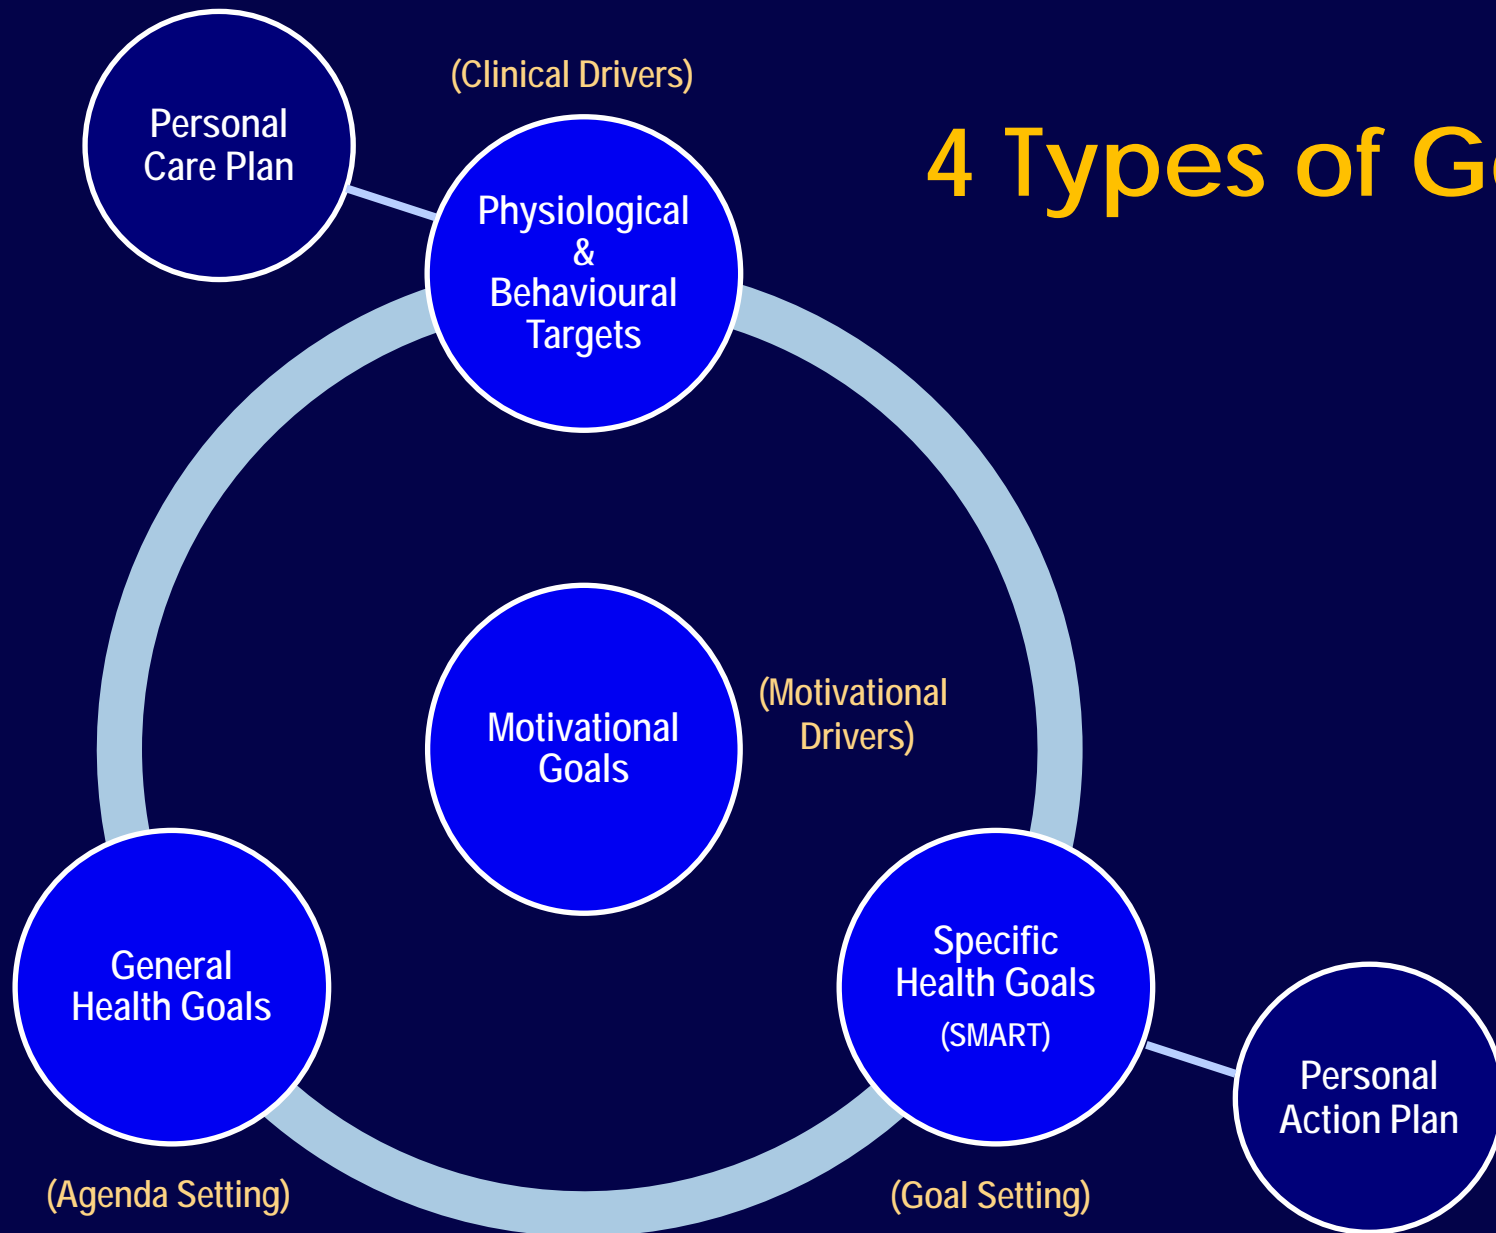 (Clinical Drivers)
4 Types of
Personal
Care Plan
Physiological
&
Behavioural
Targets
Motivational
Goals
(Motivational
Drivers)
General
Health Goals
Specific
Health Goals
(SMART)
Personal
Action Plan
(Agenda Setting)
(Goal Setting)